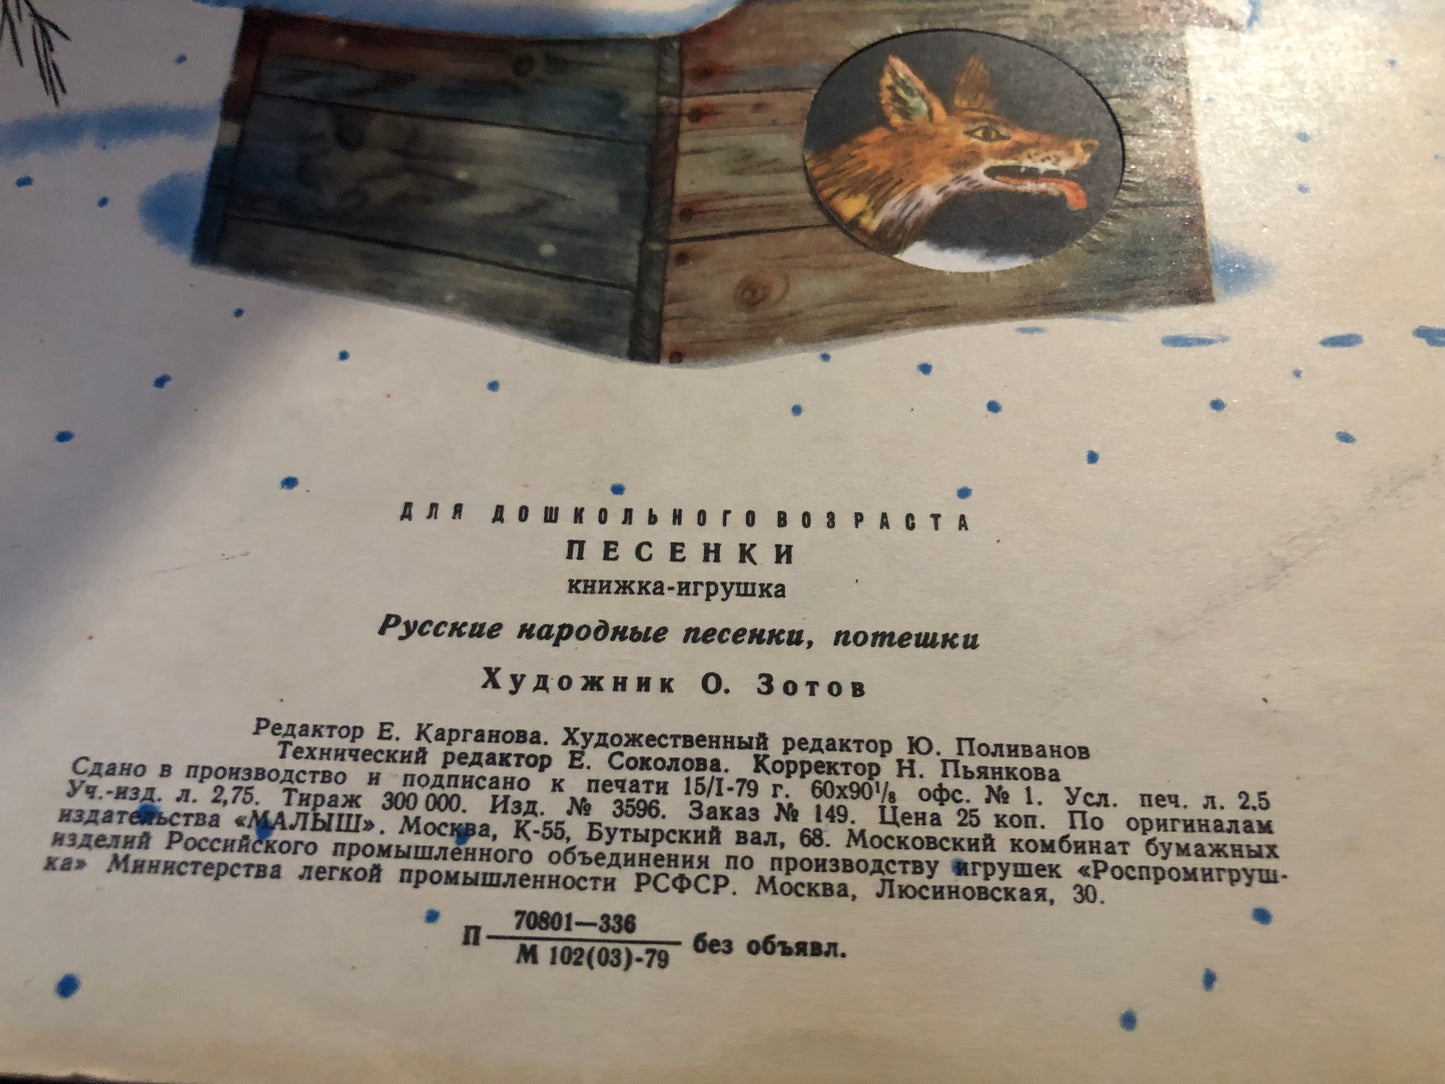 ДЛЯ ДОШКОЛЬНОГО ВОЗРАСТА
ПЕСЕНКИ
книжка-игрушка
Русские народные песенки, потешки
Художник О. Зотов
Редактор Е. Карганова. Художественный редактор Ю. Поливанов
Технический редактор Е. Соколова. Корректор Н. Пьянкова
Сдано в производство и подписано к печати 15/I-79 г. 60х90¹/₈ офс. № 1. Усл. печ. л. 2,5
Уч.-изд. л. 2,75. Тираж 300 000. Изд. № 3596. Заказ № 149. Цена 25 коп. По оригиналам
издательства «МАЛЫШ». Москва, К-55, Бутырский вал, 68. Московский комбинат бумажных
изделий Российского промышленного объединения по производству игрушек «Роспромигруш-
ка» Министерства легкой промышленности РСФСР. Москва, Люсиновская, 30.
П 70801—336
М 102(03)-79 без объявл.